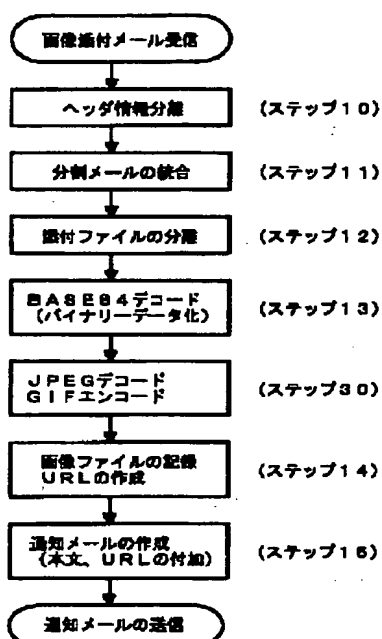 画像添付メール受信
ヘッダ情報分離 (ステップ10)
分割メールの統合 (ステップ11)
添付ファイルの分離 (ステップ12)
BASE64デコード
(バイナリーデータ化) (ステップ13)
JPEGデコード
GIFエンコード (ステップ30)
画像ファイルの記録
URLの作成 (ステップ14)
通知メールの作成
(本文、URLの付加) (ステップ15)
通知メールの送信